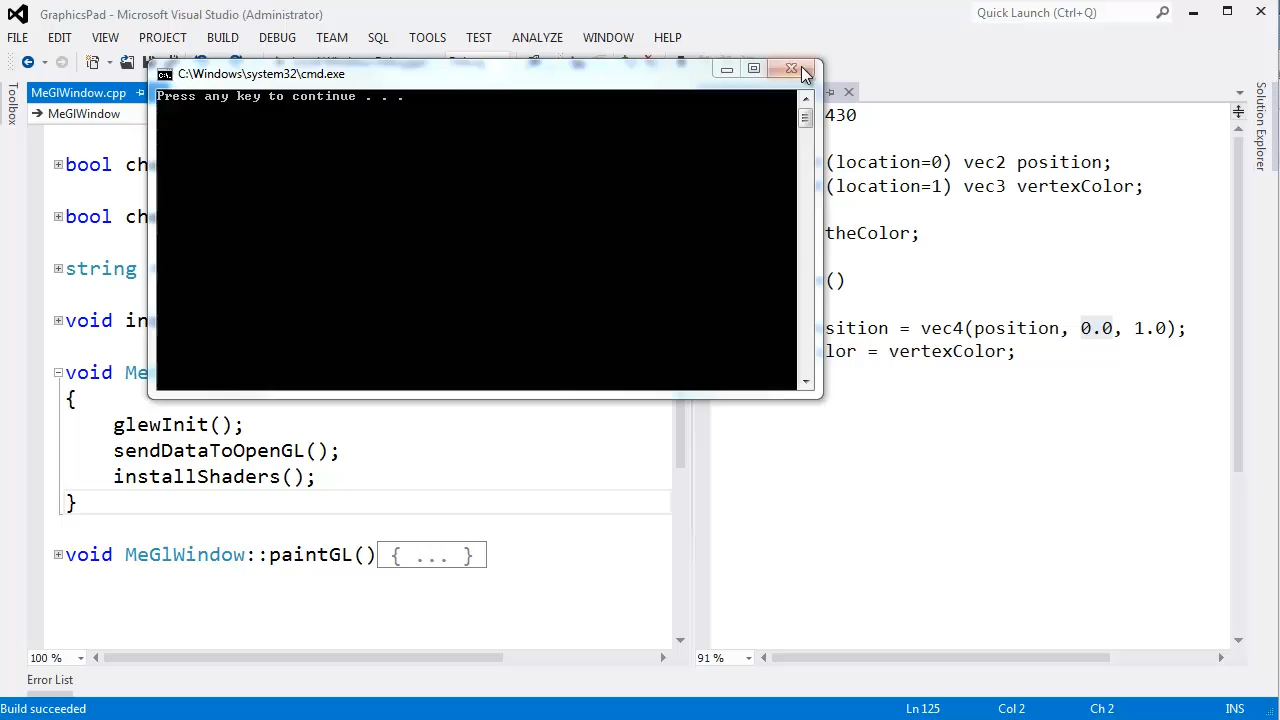 GraphicsPad - Microsoft Visual Studio (Administrator)
Quick Launch (Ctrl+Q)
FILE EDIT VIEW PROJECT BUILD DEBUG TEAM SQL TOOLS TEST ANALYZE WINDOW HELP
C:\Windows\system32\cmd.exe
Press any key to continue . . .
Toolbox
Solution Explorer
MeGlWindow.cpp
MeGlWindow
bool ch
bool ch
string
void in
void Me
{
glewInit();
sendDataToOpenGL();
installShaders();
}
void MeGlWindow::paintGL() { ... }
430
(location=0) vec2 position;
(location=1) vec3 vertexColor;
theColor;
()
sition = vec4(position, 0.0, 1.0);
lor = vertexColor;
100 %
91 %
Error List
Build succeeded
Ln 125 Col 2 Ch 2 INS